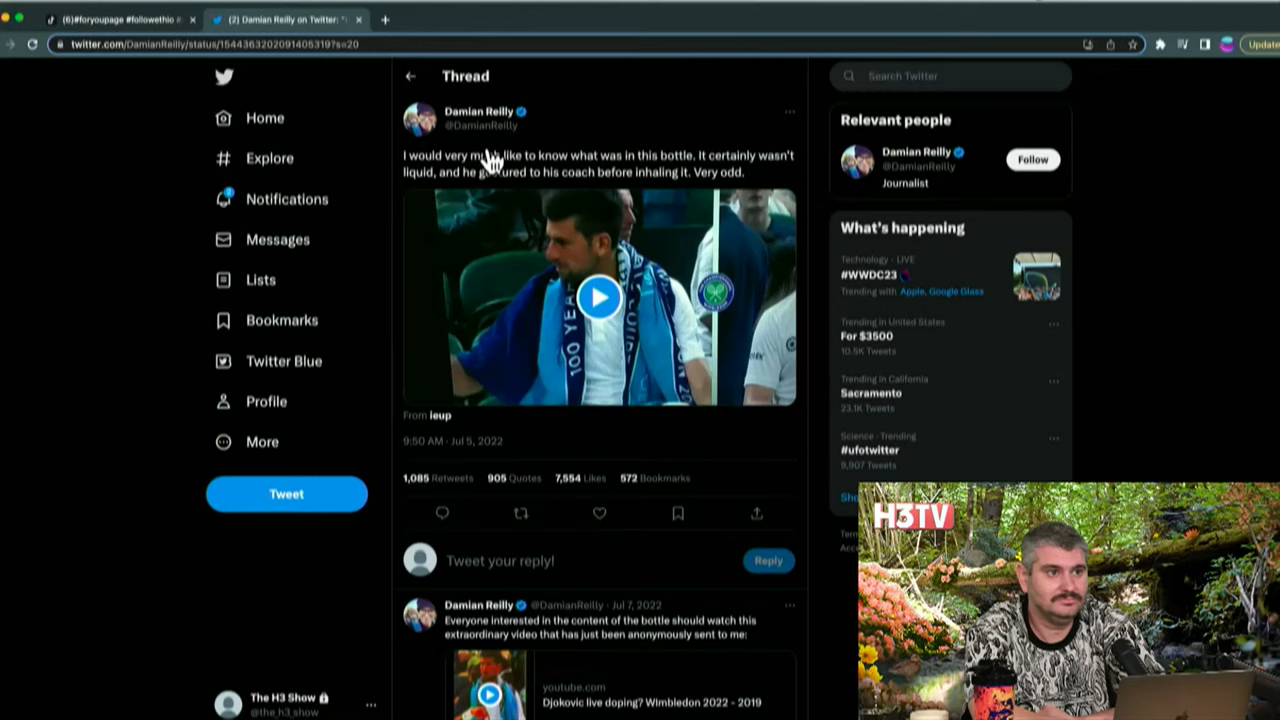 (6)#foryoupage #followethio #
(2) Damian Reilly on Twitter: "I
twitter.com/DamianReilly/status/1544363202091405319?s=20
Update
Home
Explore
2
Notifications
Messages
Lists
Bookmarks
Twitter Blue
Profile
More
Tweet
The H3 Show
@the_h3_show
Thread
Damian Reilly
@DamianReilly
I would very much like to know what was in this bottle. It certainly wasn't
liquid, and he gestured to his coach before inhaling it. Very odd.
100 YEA
From ieup
9:50 AM · Jul 5, 2022
1,085 Retweets 905 Quotes 7,554 Likes 572 Bookmarks
Tweet your reply!
Reply
Damian Reilly @DamianReilly · Jul 7, 2022
Everyone interested in the content of the bottle should watch this
extraordinary video that has just been anonymously sent to me:
youtube.com
Djokovic live doping? Wimbledon 2022 - 2019
Search Twitter
Relevant people
Damian Reilly
@DamianReilly
Follow
Journalist
What's happening
Technology · LIVE
#WWDC23
Trending with Apple, Google Glass
Trending in United States
For $3500
10.5K Tweets
Trending in California
Sacramento
23.1K Tweets
Science · Trending
#ufotwitter
9,907 Tweets
Sho
Term
Acce
H3TV